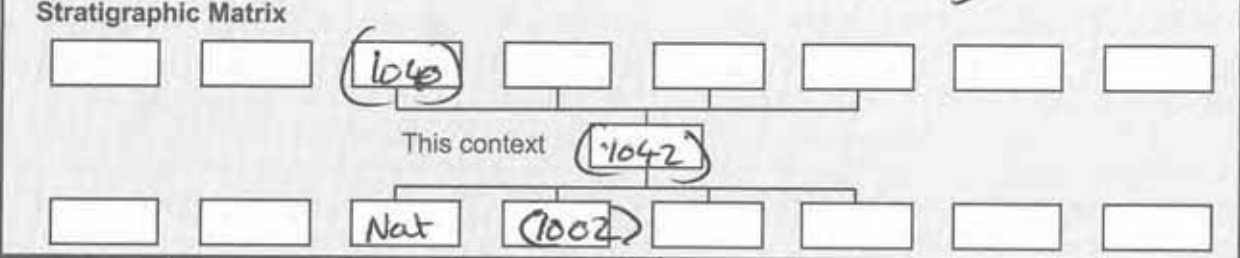 Stratigraphic Matrix
(1040)
This context (1042)
Nat (1002)